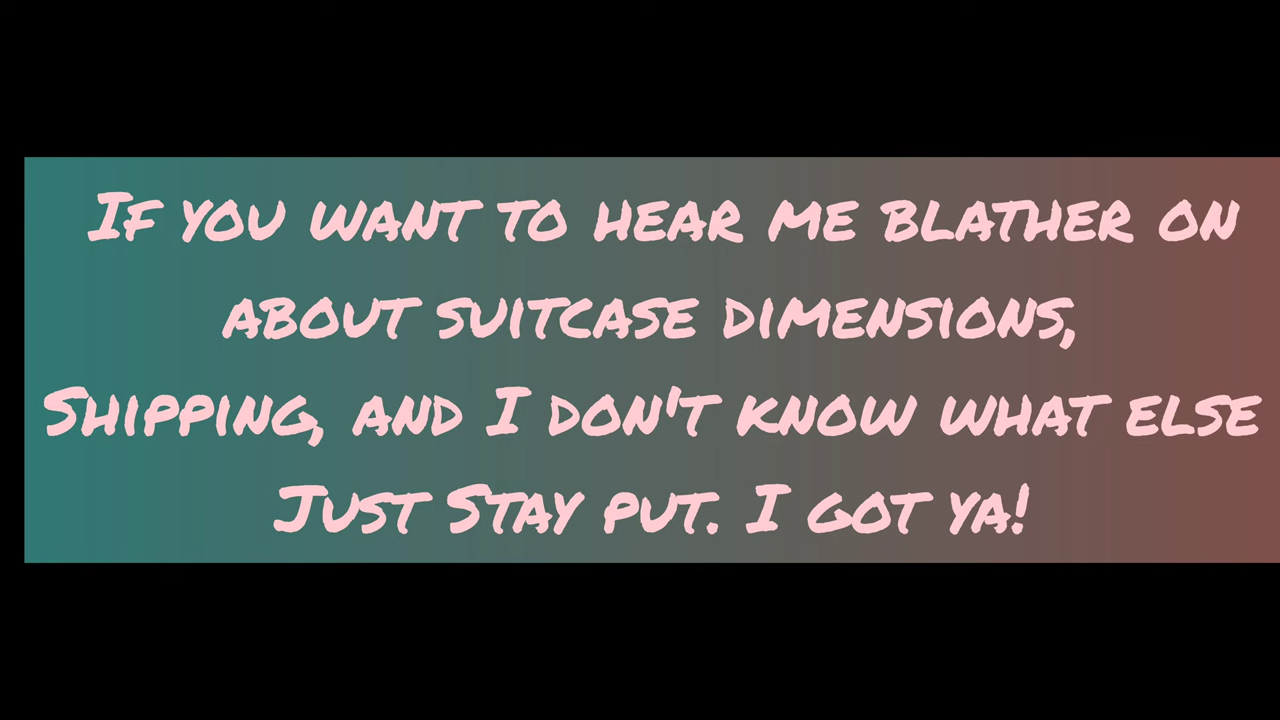 If you want to hear me blather on
about suitcase dimensions,
Shipping, and I don't know what else
Just Stay put. I got ya!